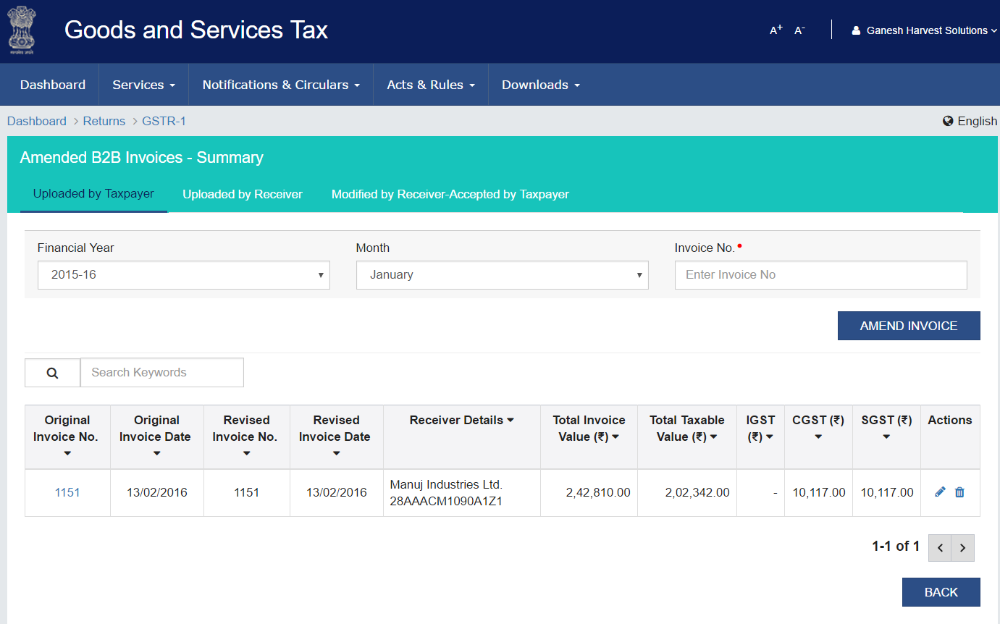 Goods and Services Tax
A+ A-
Ganesh Harvest Solutions
Dashboard Services Notifications & Circulars Acts & Rules Downloads
Dashboard > Returns > GSTR-1
English
Amended B2B Invoices - Summary
Uploaded by Taxpayer Uploaded by Receiver Modified by Receiver-Accepted by Taxpayer
Financial Year Month Invoice No.
2015-16 January Enter Invoice No
AMEND INVOICE
Search Keywords
Original Invoice No. Original Invoice Date Revised Invoice No. Revised Invoice Date Receiver Details Total Invoice Value (₹) Total Taxable Value (₹) IGST (₹) CGST (₹) SGST (₹) Actions
1151 13/02/2016 1151 13/02/2016 Manuj Industries Ltd. 28AAACM1090A1Z1 2,42,810.00 2,02,342.00 - 10,117.00 10,117.00
1-1 of 1
BACK